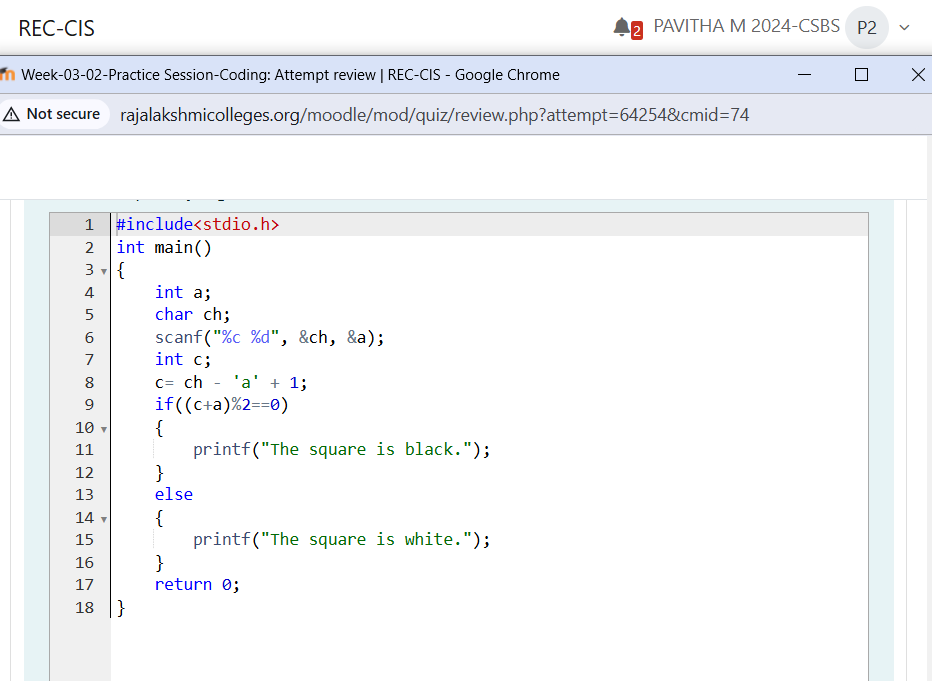 REC-CIS
2 PAVITHA M 2024-CSBS P2
Week-03-02-Practice Session-Coding: Attempt review | REC-CIS - Google Chrome
Not secure rajalakshmicolleges.org/moodle/mod/quiz/review.php?attempt=64254&cmid=74
1 #include<stdio.h>
2 int main()
3 {
4     int a;
5     char ch;
6     scanf("%c %d", &ch, &a);
7     int c;
8     c= ch - 'a' + 1;
9     if((c+a)%2==0)
10     {
11         printf("The square is black.");
12     }
13     else
14     {
15         printf("The square is white.");
16     }
17     return 0;
18 }